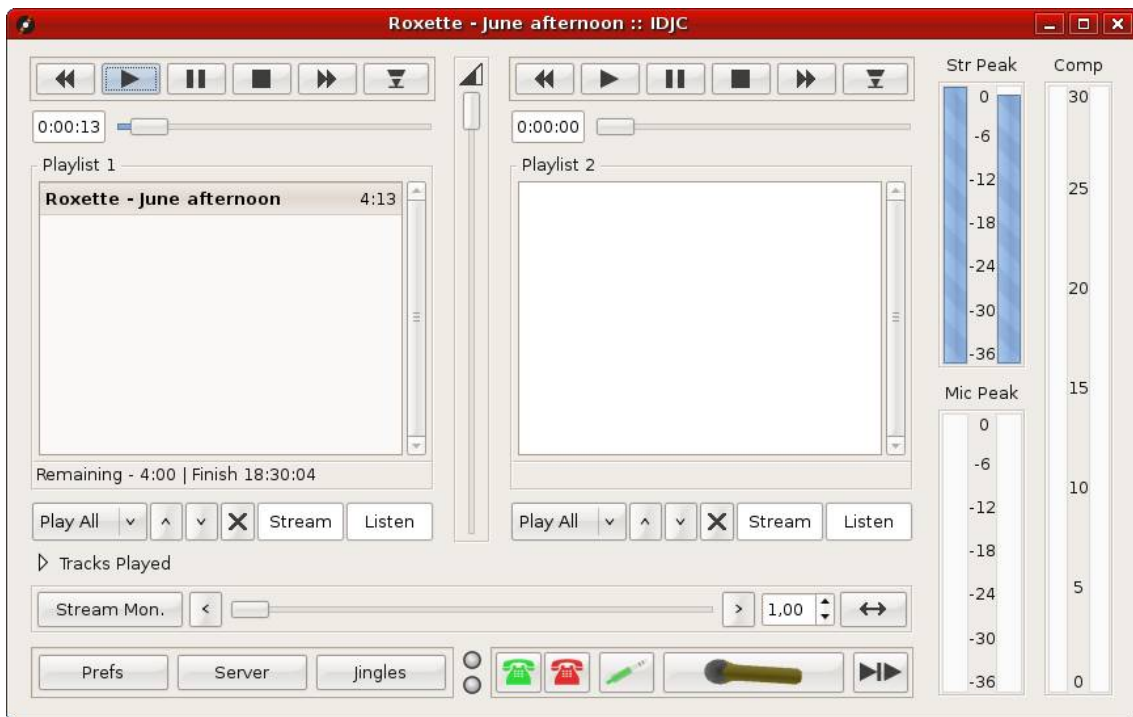 Roxette - June afternoon :: IDJC
0:00:13
Playlist 1
Roxette - June afternoon 4:13
Remaining - 4:00 | Finish 18:30:04
Play All
Stream
Listen
0:00:00
Playlist 2
Play All
Stream
Listen
Tracks Played
Stream Mon.
<
>
1,00
Prefs
Server
Jingles
Str Peak
0
-6
-12
-18
-24
-30
-36
Mic Peak
0
-6
-12
-18
-24
-30
-36
Comp
30
25
20
15
10
5
0